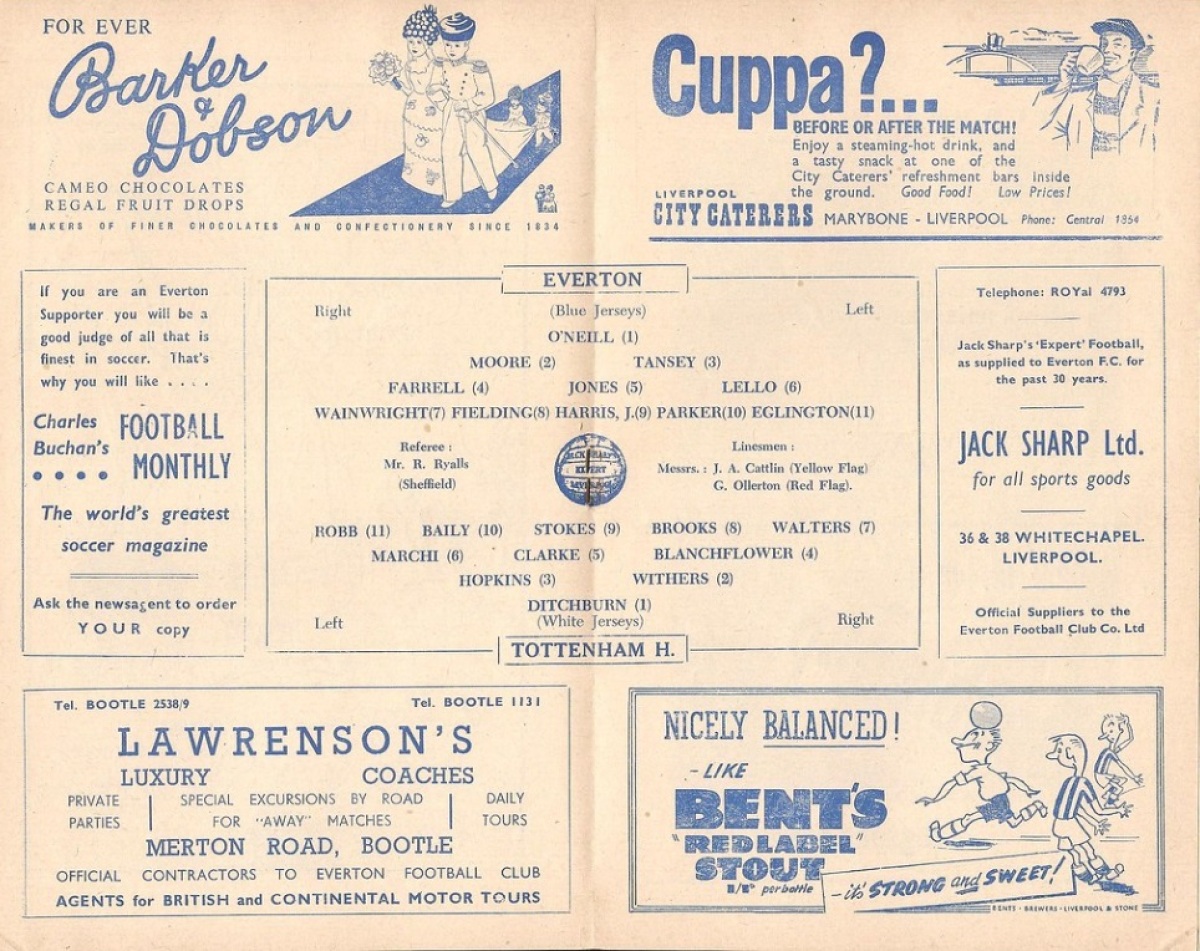 FOR EVER
Barker
&
Dobson
CAMEO CHOCOLATES
REGAL FRUIT DROPS
MAKERS OF FINER CHOCOLATES AND CONFECTIONERY SINCE 1834
Cuppa?...
BEFORE OR AFTER THE MATCH!
Enjoy a steaming-hot drink, and
a tasty snack at one of the
City Caterers' refreshment bars inside
the ground. Good Food! Low Prices!
LIVERPOOL
CITY CATERERS MARYBONE - LIVERPOOL Phone: Central 1854
If you are an Everton
Supporter you will be a
good judge of all that is
finest in soccer. That's
why you will like ....
Charles
Buchan's
....
FOOTBALL
MONTHLY
The world's greatest
soccer magazine
Ask the newsagent to order
YOUR copy
EVERTON
Right (Blue Jerseys) Left
O'NEILL (1)
MOORE (2) TANSEY (3)
FARRELL (4) JONES (5) LELLO (6)
WAINWRIGHT(7) FIELDING(8) HARRIS, J.(9) PARKER(10) EGLINGTON(11)
Referee :
Mr. R. Ryalls
(Sheffield)
JACK SHARP
EXPERT
LIVERPOOL
Linesmen :
Messrs. : J. A. Cattlin (Yellow Flag)
G. Ollerton (Red Flag).
ROBB (11) BAILY (10) STOKES (9) BROOKS (8) WALTERS (7)
MARCHI (6) CLARKE (5) BLANCHFLOWER (4)
HOPKINS (3) WITHERS (2)
DITCHBURN (1)
Left (White Jerseys) Right
TOTTENHAM H.
Telephone: ROYal 4793
Jack Sharp's 'Expert' Football,
as supplied to Everton F.C. for
the past 30 years.
JACK SHARP Ltd.
for all sports goods
36 & 38 WHITECHAPEL.
LIVERPOOL.
Official Suppliers to the
Everton Football Club Co. Ltd
Tel. BOOTLE 2538/9 Tel. BOOTLE 1131
LAWRENSON'S
LUXURY COACHES
PRIVATE
PARTIES
SPECIAL EXCURSIONS BY ROAD
FOR "AWAY" MATCHES
DAILY
TOURS
MERTON ROAD, BOOTLE
OFFICIAL CONTRACTORS TO EVERTON FOOTBALL CLUB
AGENTS for BRITISH and CONTINENTAL MOTOR TOURS
NICELY BALANCED!
- LIKE
BENT'S
"RED LABEL"
STOUT
per bottle
- it's STRONG and SWEET!
BENTS - BREWERS - LIVERPOOL & STONE